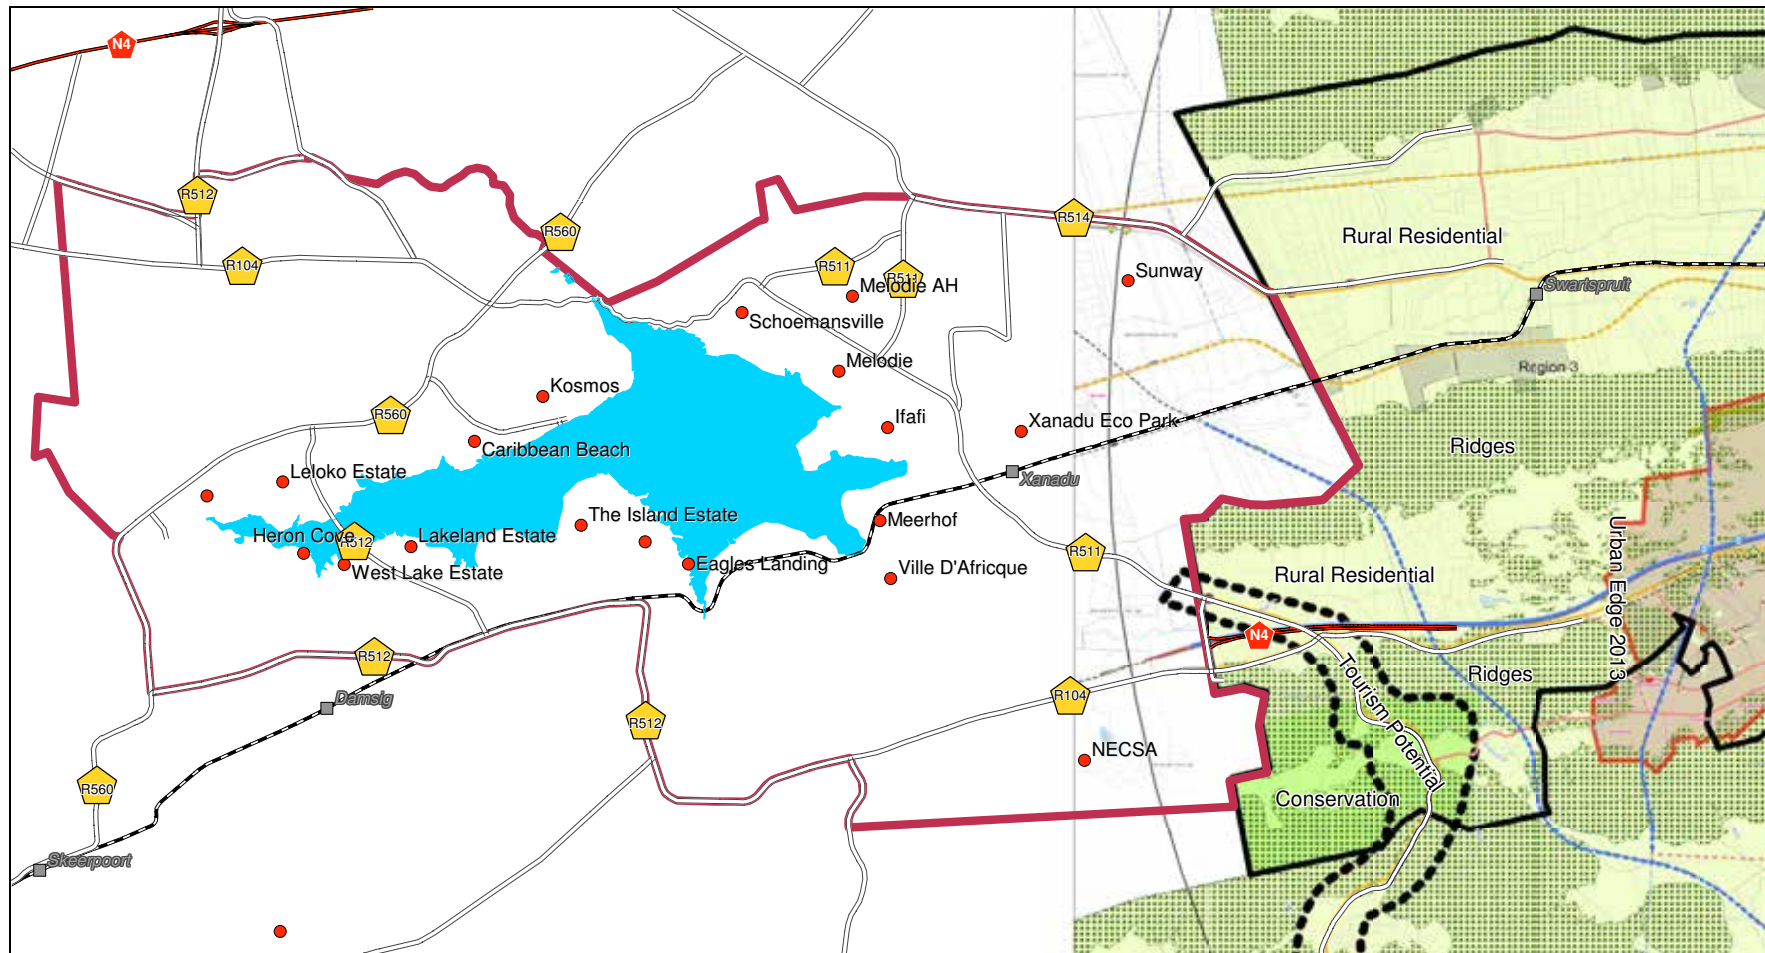 N4
R512
R514
R560
Rural Residential
R104
R511
R511
Sunway
Melodie AH
Swartspruit
Schoemansville
Melodie
Region 3
Kosmos
R560
Ifafi
Xanadu Eco Park
Caribbean Beach
Ridges
Leloko Estate
Xanadu
The Island Estate
Meerhof
Heron Cove
R512
Lakeland Estate
R511
Eagles Landing
Ville D'Africque
West Lake Estate
Rural Residential
Urban Edge 2013
N4
R512
Tourism Potential
Ridges
Damsig
R104
R512
NECSA
R560
Conservation
Skeerpoort